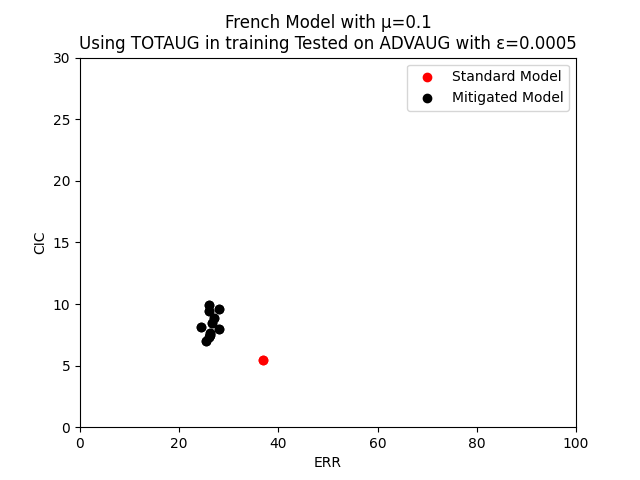 French Model with μ=0.1
Using TOTAUG in training Tested on ADVAUG with ε=0.0005
Standard Model
Mitigated Model
30
25
20
15
10
5
0
CIC
0 20 40 60 80 100
ERR